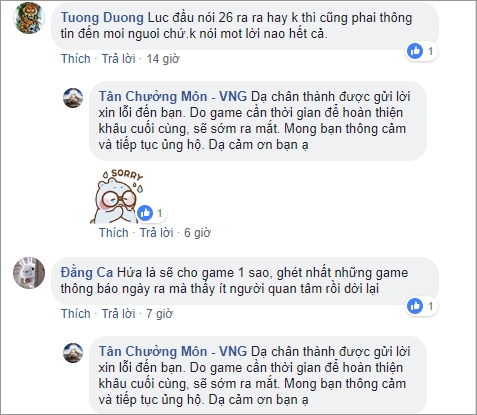 Tuong Duong Luc đầu nói 26 ra ra hay k thì cũng phai thông
tin đến moi nguoi chứ.k nói mot lời nao hết cả.
1
Thích · Trả lời · 14 giờ
Tân Chưởng Môn - VNG Dạ chân thành được gửi lời
xin lỗi đến bạn. Do game cần thời gian để hoàn thiện
khâu cuối cùng, sẽ sớm ra mắt. Mong bạn thông cảm
và tiếp tục ủng hộ. Dạ cảm ơn bạn ạ
SORRY
1
Thích · Trả lời · 6 giờ
Đằng Ca Hứa là sẽ cho game 1 sao, ghét nhất những game
thông báo ngày ra mà thấy ít người quan tâm rồi dời lại
1
Thích · Trả lời · 7 giờ
Tân Chưởng Môn - VNG Dạ chân thành được gửi lời
xin lỗi đến bạn. Do game cần thời gian để hoàn thiện
khâu cuối cùng, sẽ sớm ra mắt. Mong bạn thông cảm
và tiếp tục ủng hộ. Dạ cảm ơn bạn ạ